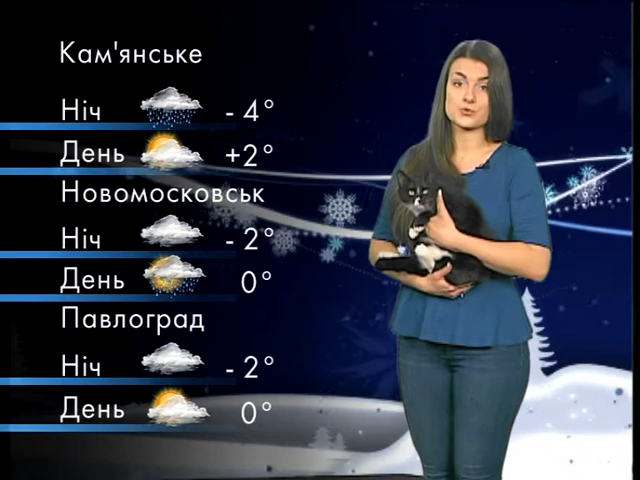 Кам'янське
Ніч - 4°
День +2°
Новомосковськ
Ніч - 2°
День 0°
Павлоград
Ніч - 2°
День 0°